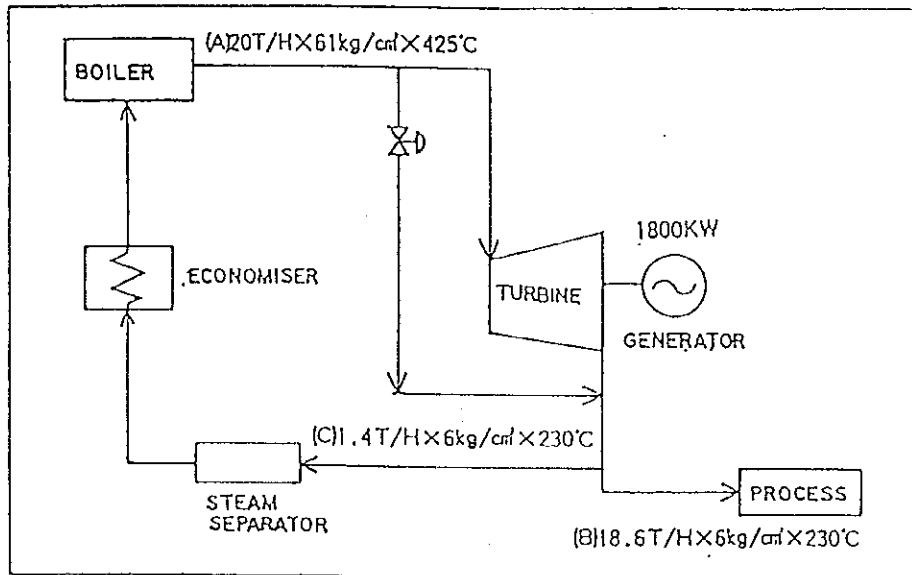 (A)20T/H×61kg/c㎡×425℃
BOILER
1800KW
ECONOMISER
TURBINE
GENERATOR
(C)1.4T/H×6kg/c㎡×230℃
STEAM
SEPARATOR
PROCESS
(B)18.6T/H×6kg/c㎡×230℃